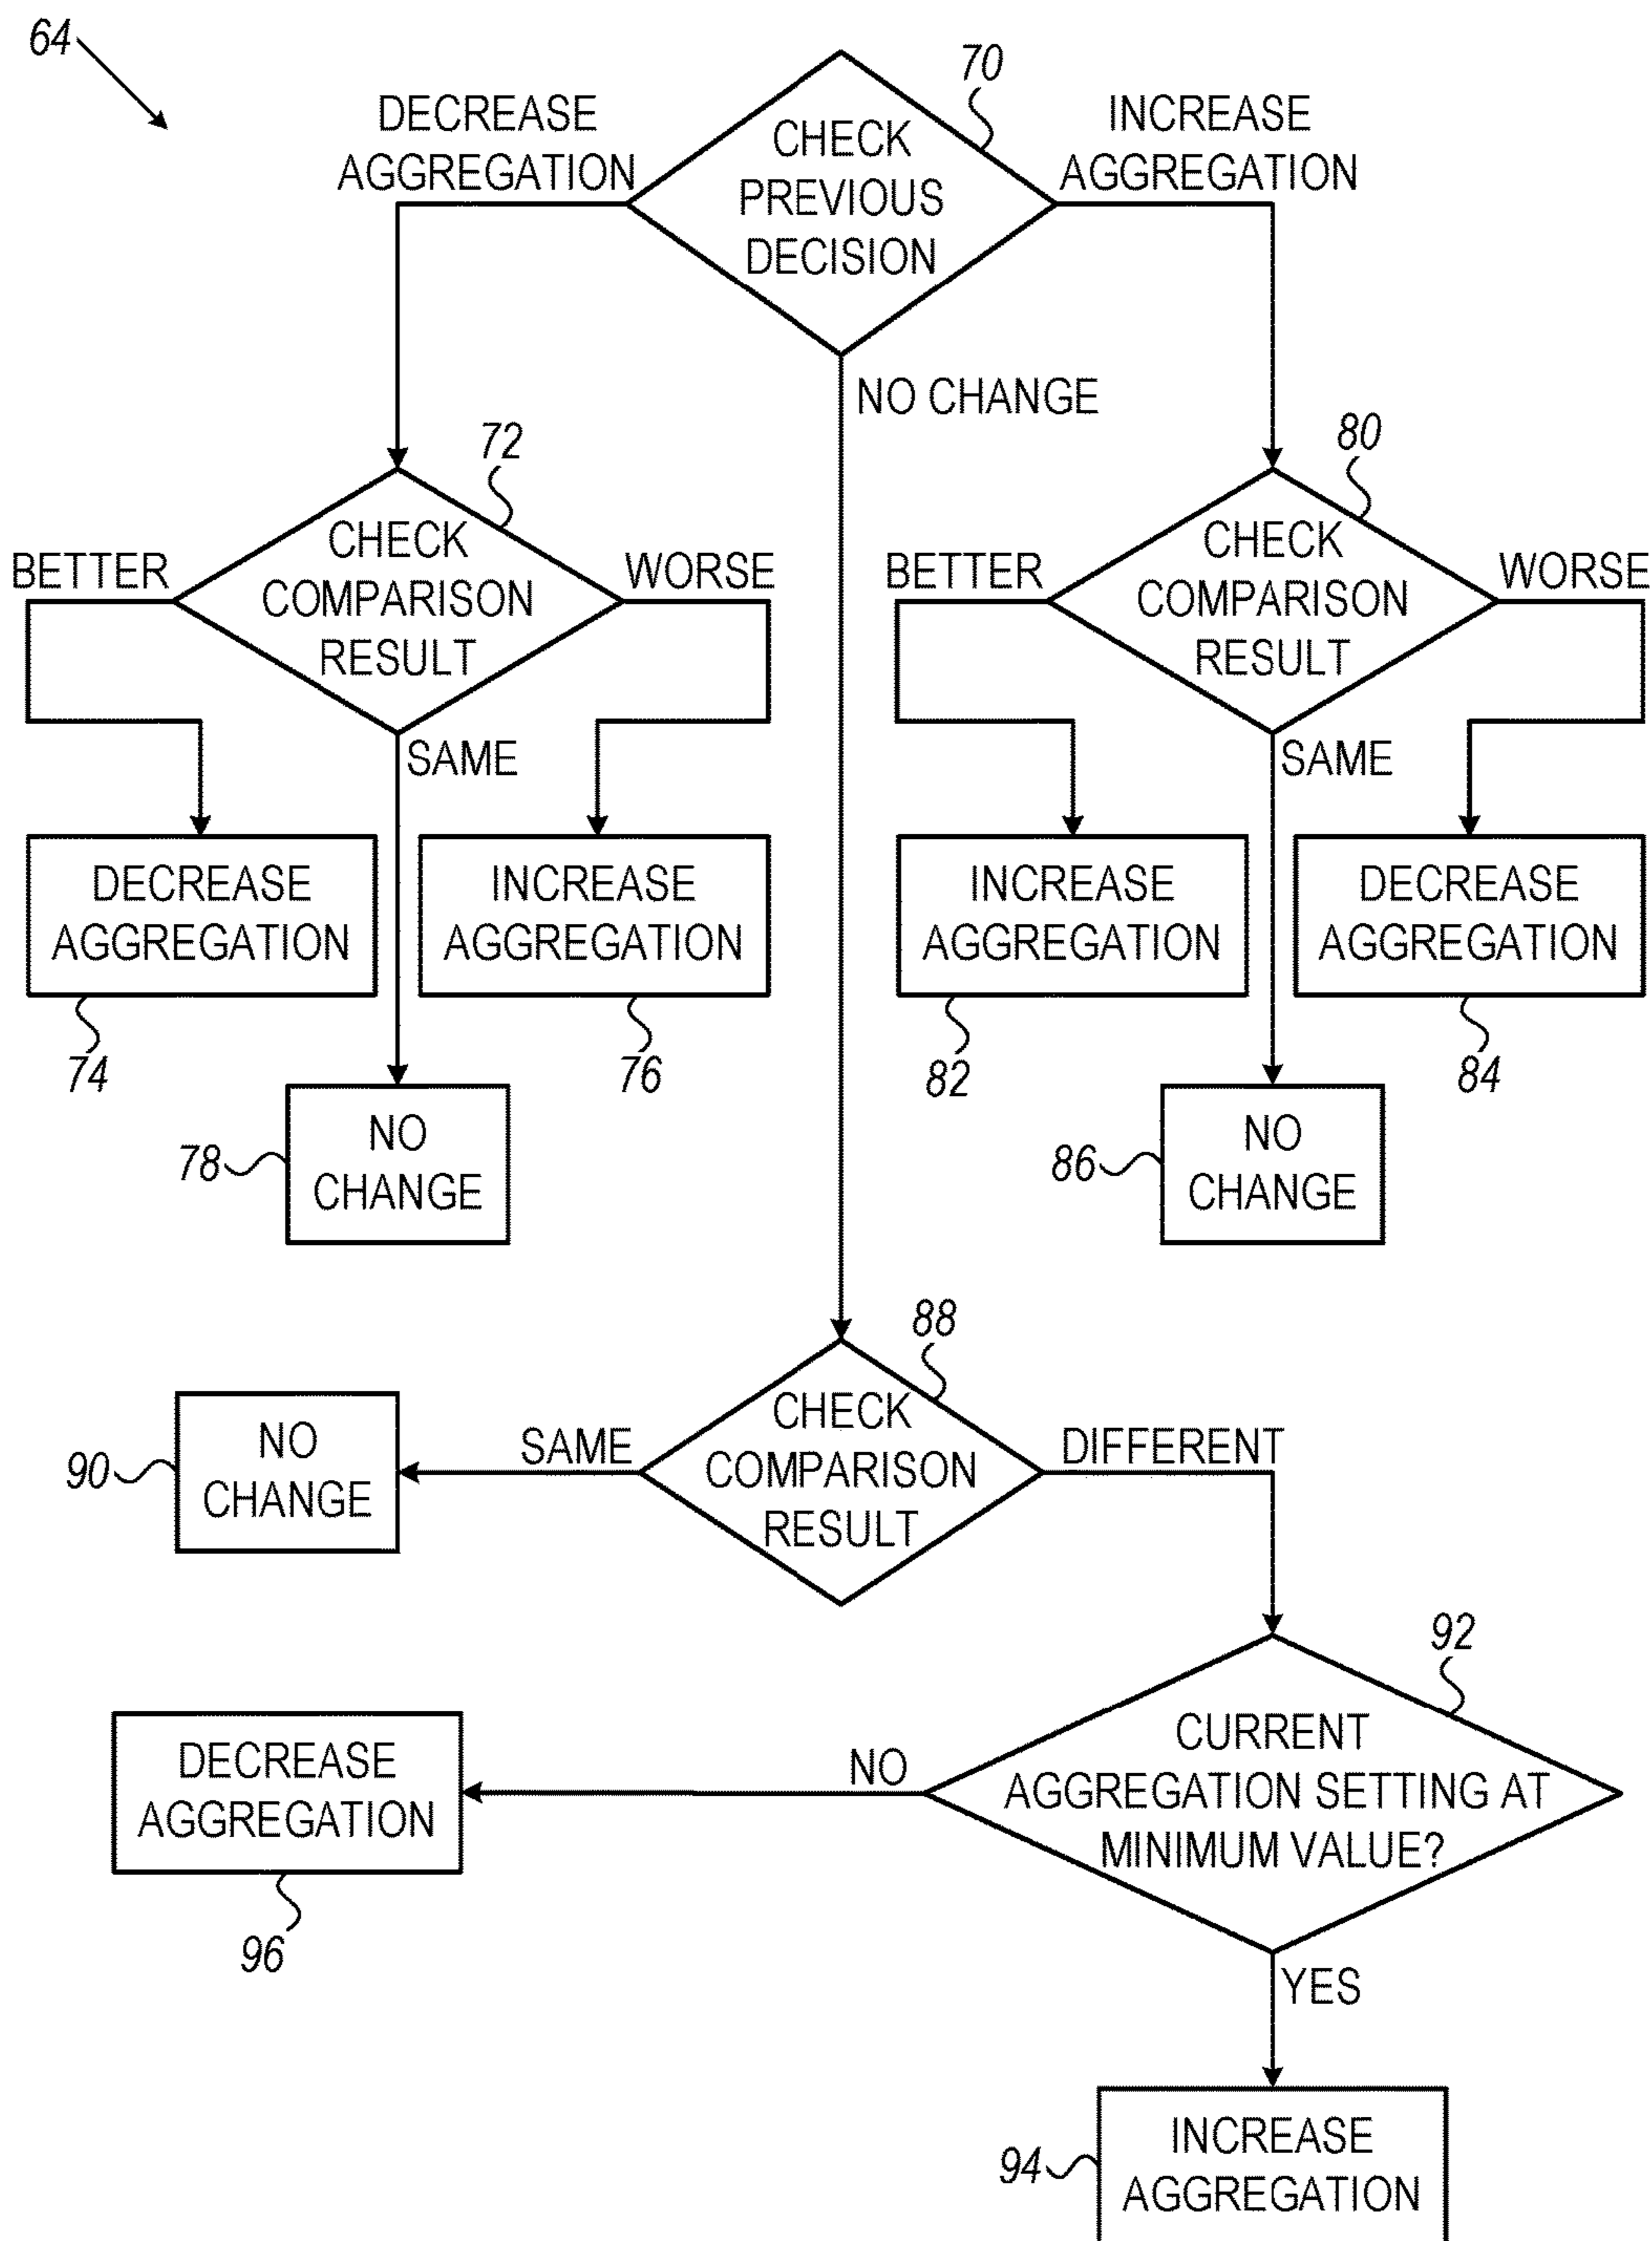 64
70
DECREASE
AGGREGATION
CHECK
PREVIOUS
DECISION
INCREASE
AGGREGATION
NO CHANGE
72
CHECK
COMPARISON
RESULT
BETTER
WORSE
SAME
80
CHECK
COMPARISON
RESULT
BETTER
WORSE
SAME
DECREASE
AGGREGATION
74
INCREASE
AGGREGATION
76
NO
CHANGE
78
INCREASE
AGGREGATION
82
DECREASE
AGGREGATION
84
NO
CHANGE
86
88
CHECK
COMPARISON
RESULT
SAME
DIFFERENT
NO
CHANGE
90
92
CURRENT
AGGREGATION SETTING AT
MINIMUM VALUE?
NO
YES
DECREASE
AGGREGATION
96
INCREASE
AGGREGATION
94